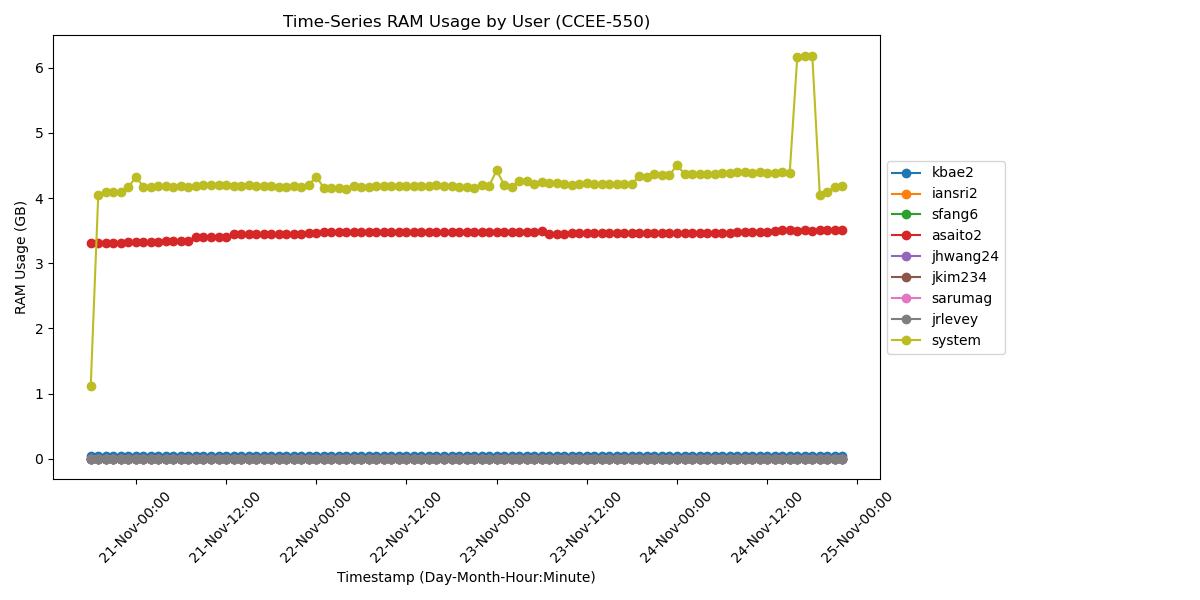 Time-Series RAM Usage by User (CCEE-550)
RAM Usage (GB)
6
5
4
3
2
1
0
21-Nov-00:00
21-Nov-12:00
22-Nov-00:00
22-Nov-12:00
23-Nov-00:00
23-Nov-12:00
24-Nov-00:00
24-Nov-12:00
25-Nov-00:00
Timestamp (Day-Month-Hour:Minute)
kbae2
iansri2
sfang6
asaito2
jhwang24
jkim234
sarumag
jrlevey
system